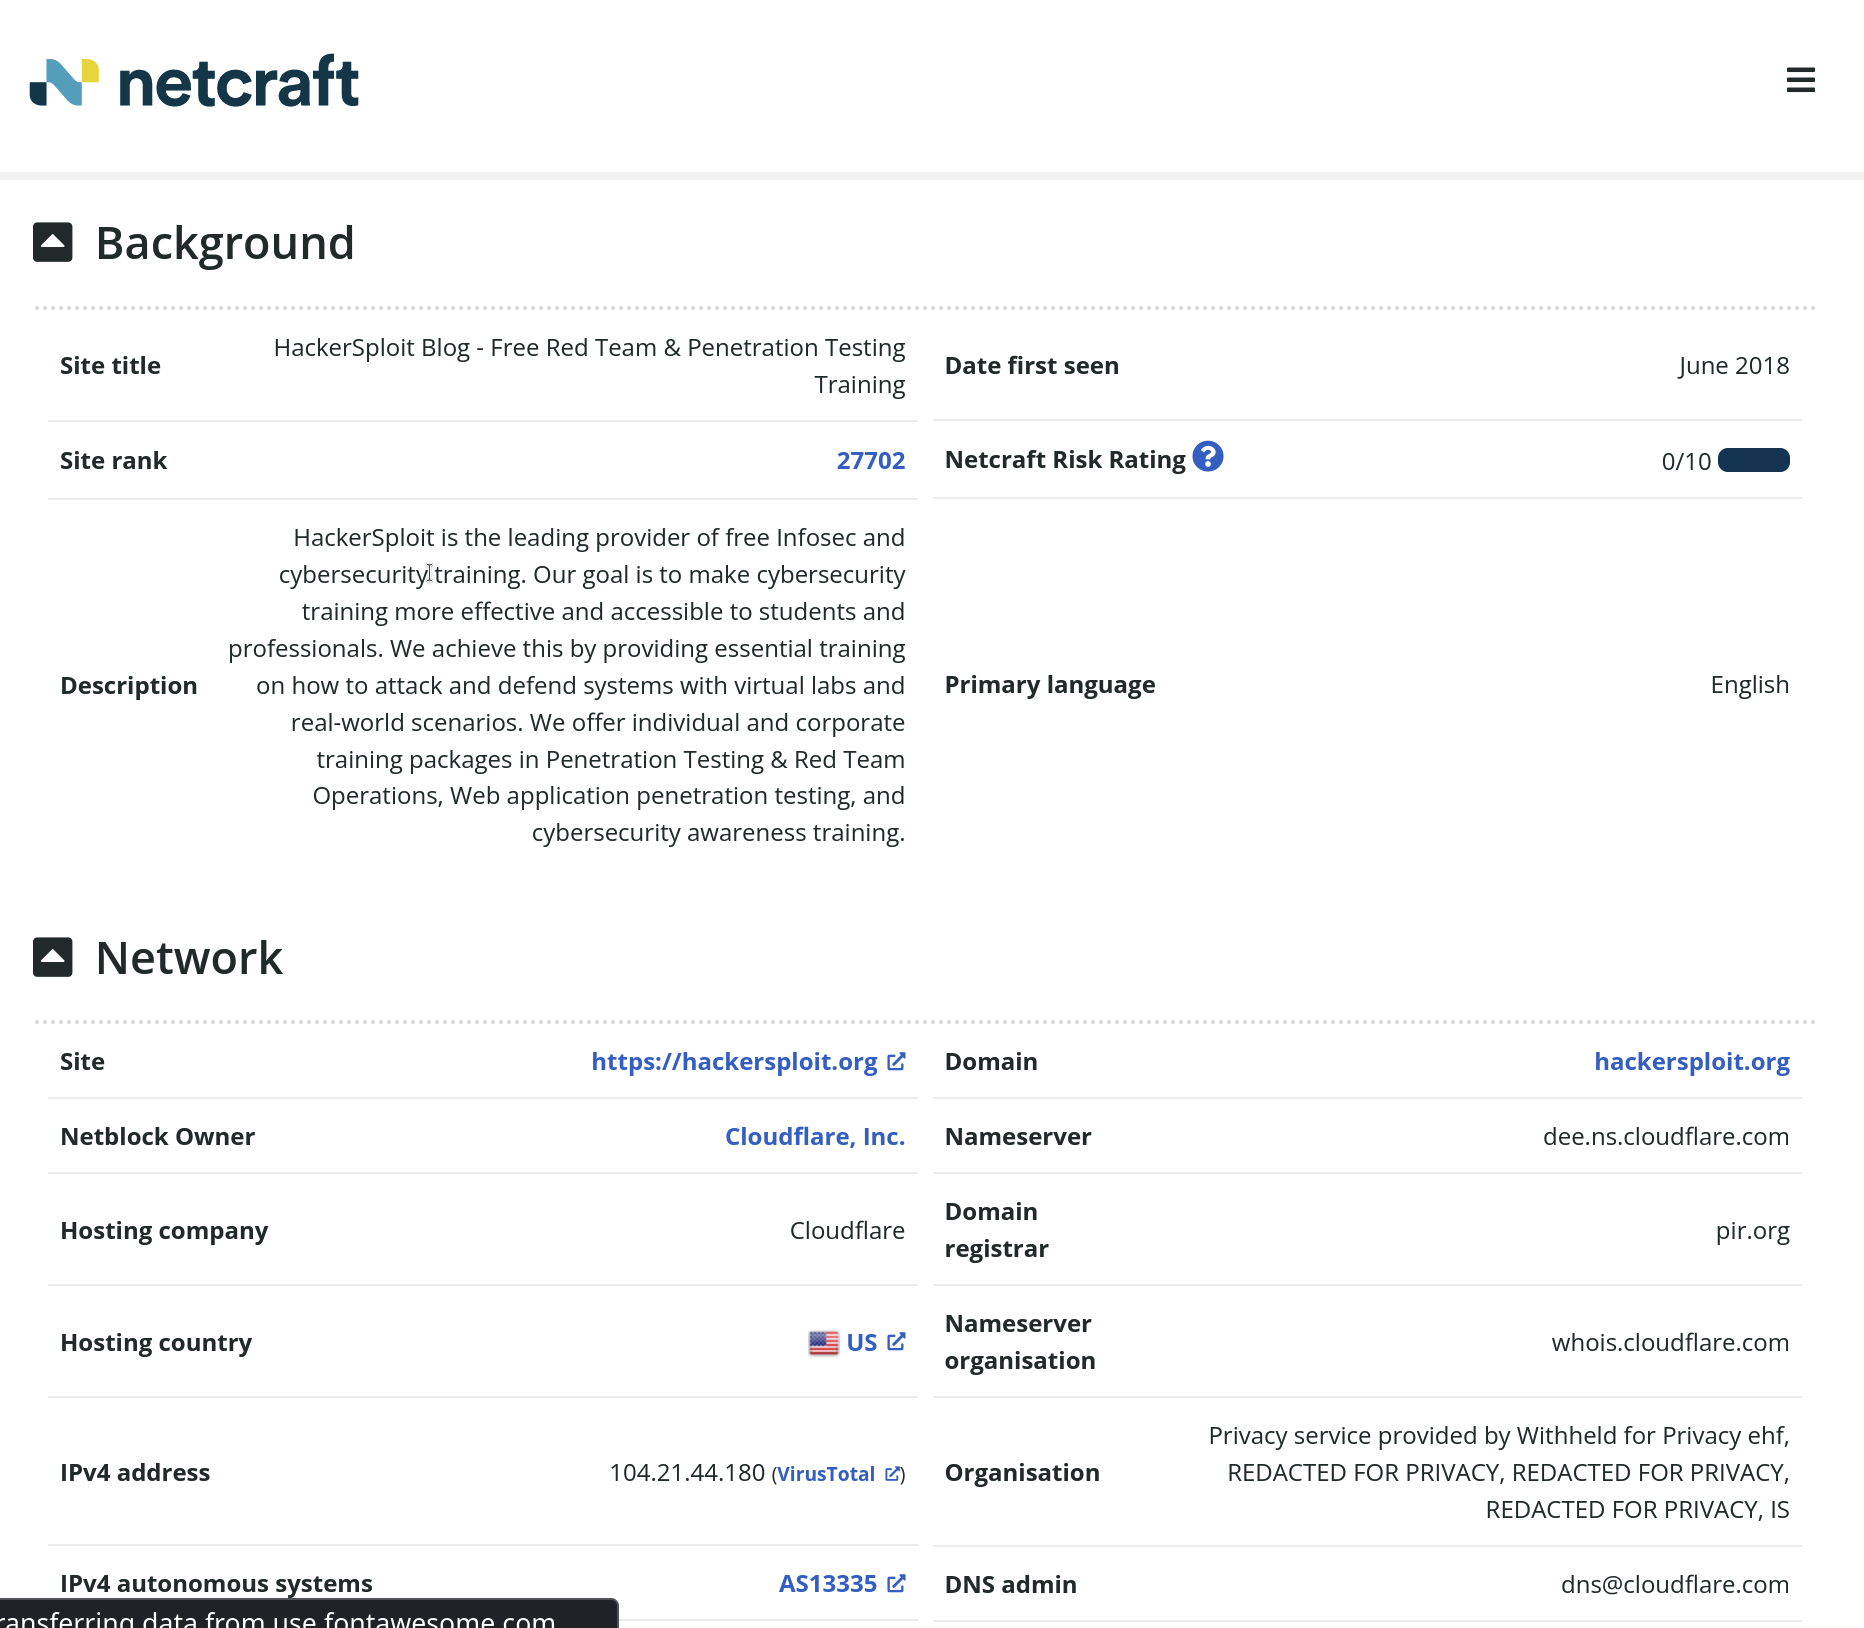 netcraft
Background
Site title
HackerSploit Blog - Free Red Team & Penetration Testing
Training
Date first seen
June 2018
Site rank
27702
Netcraft Risk Rating ?
0/10
Description
HackerSploit is the leading provider of free Infosec and
cybersecurity training. Our goal is to make cybersecurity
training more effective and accessible to students and
professionals. We achieve this by providing essential training
on how to attack and defend systems with virtual labs and
real-world scenarios. We offer individual and corporate
training packages in Penetration Testing & Red Team
Operations, Web application penetration testing, and
cybersecurity awareness training.
Primary language
English
Network
Site
https://hackersploit.org
Domain
hackersploit.org
Netblock Owner
Cloudflare, Inc.
Nameserver
dee.ns.cloudflare.com
Hosting company
Cloudflare
Domain
registrar
pir.org
Hosting country
US
Nameserver
organisation
whois.cloudflare.com
IPv4 address
104.21.44.180 (VirusTotal)
Organisation
Privacy service provided by Withheld for Privacy ehf,
REDACTED FOR PRIVACY, REDACTED FOR PRIVACY,
REDACTED FOR PRIVACY, IS
IPv4 autonomous systems
AS13335
DNS admin
dns@cloudflare.com
ransferring data from use.fontawesome.com